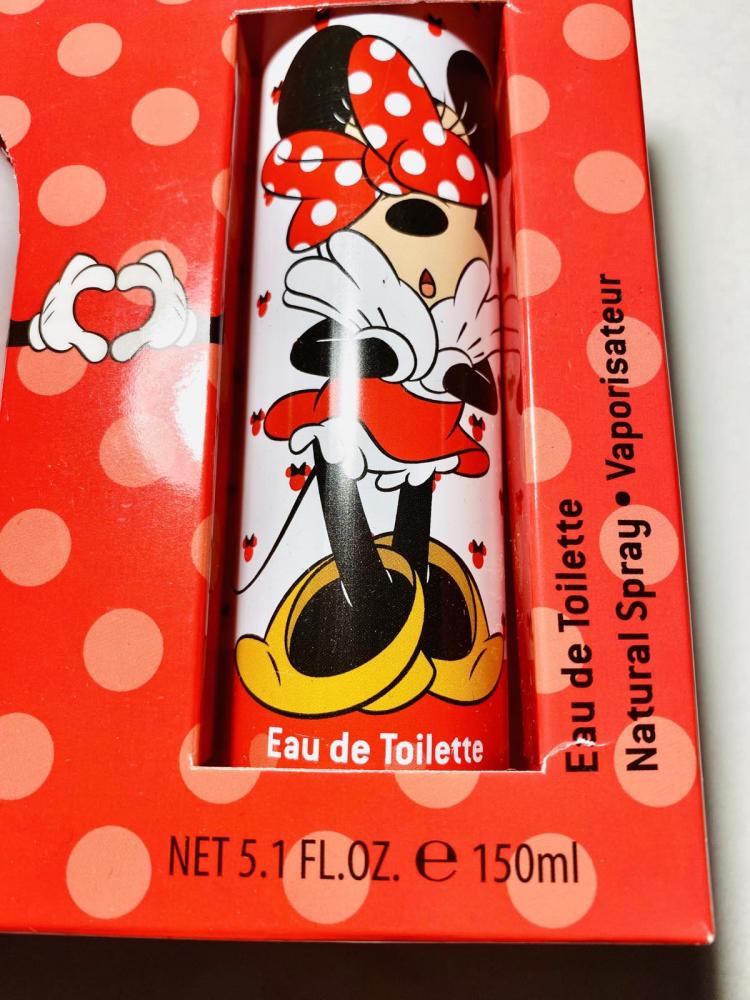 Eau de Toilette
Eau de Toilette
Natural Spray • Vaporisateur
NET 5.1 FL.OZ. ℮ 150ml